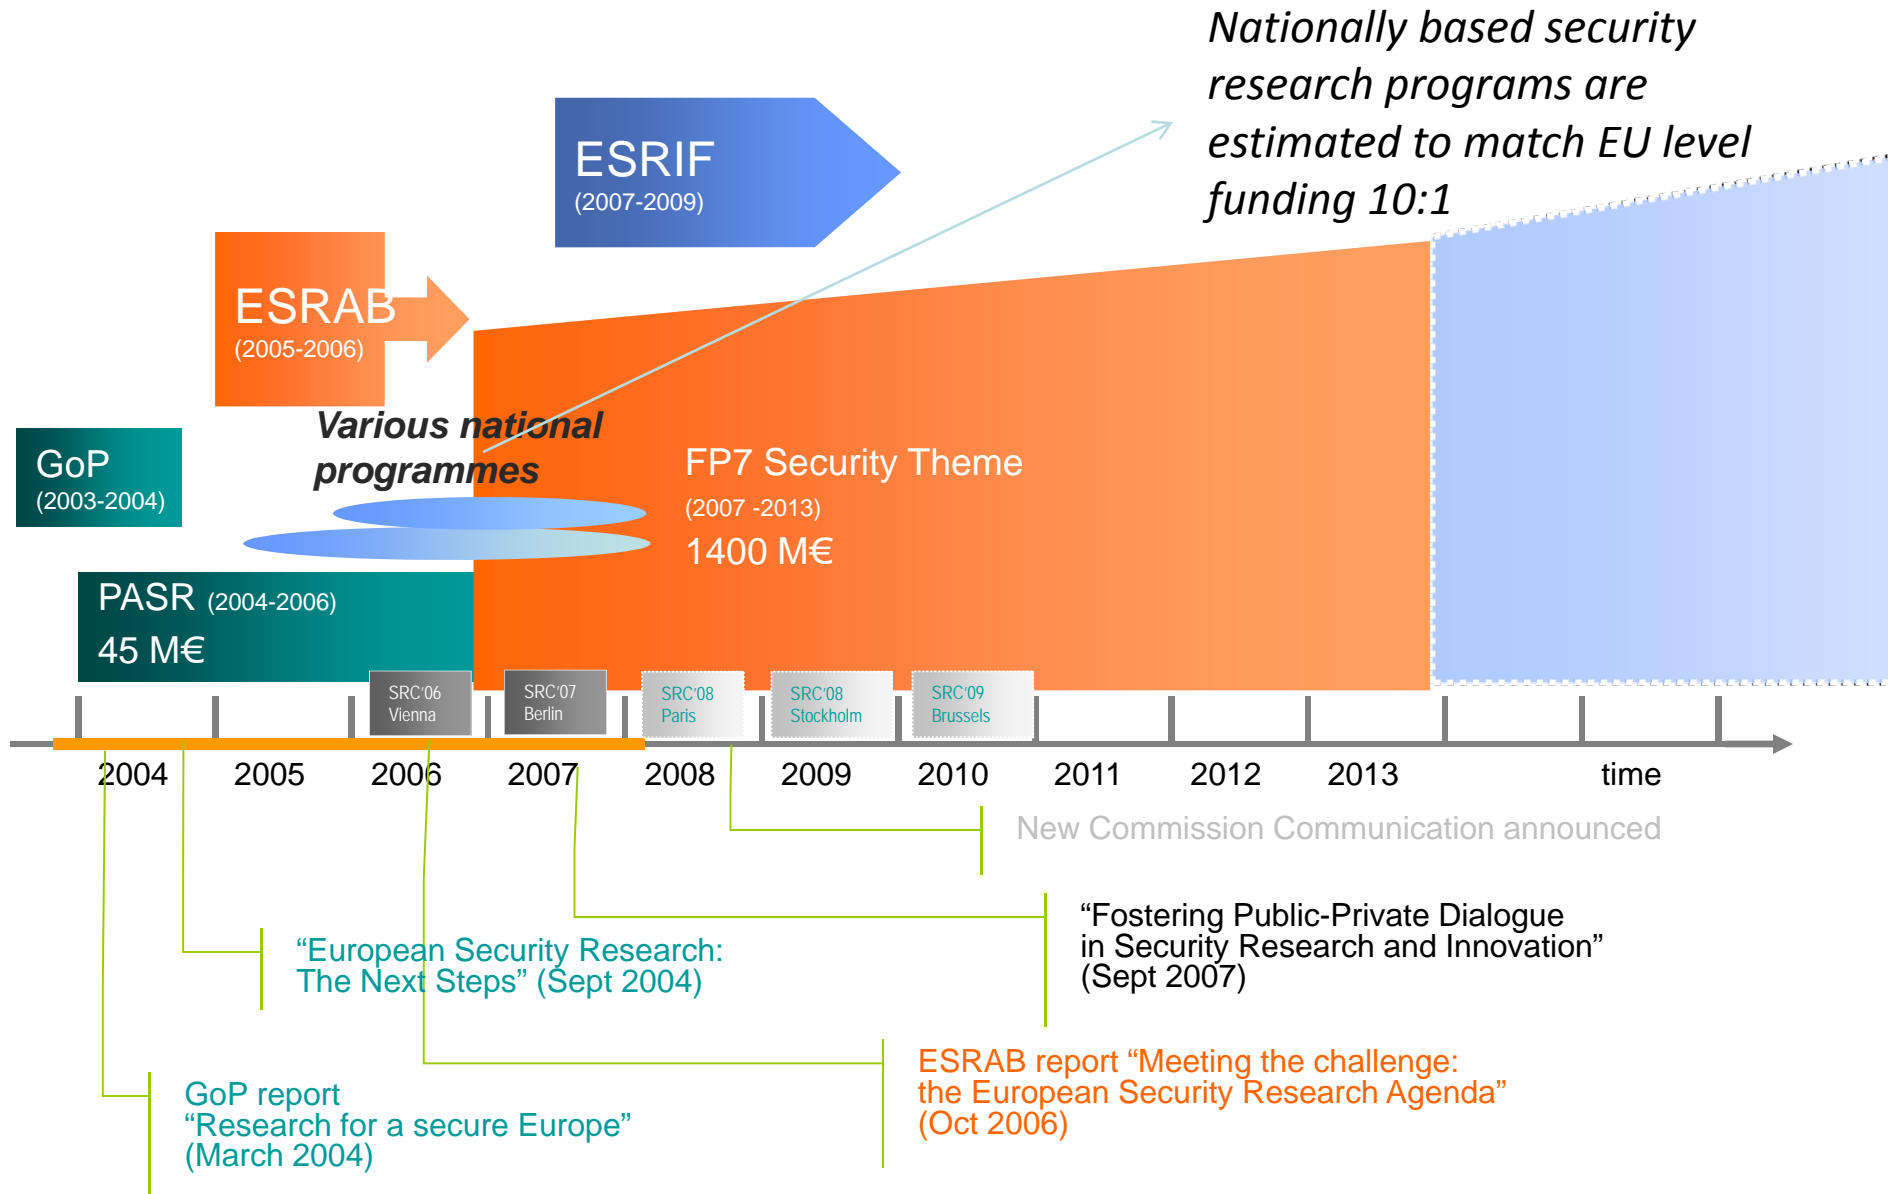 Nationally based security
research programs are
estimated to match EU level
funding 10:1
ESRIF
(2007-2009)
ESRAB
(2005-2006)
Various national
programmes
GoP
(2003-2004)
FP7 Security Theme
(2007 -2013)
1400 M€
PASR (2004-2006)
45 M€
SRC'06
Vienna
SRC'07
Berlin
SRC'08
Paris
SRC'08
Stockholm
SRC'09
Brussels
2004 2005 2006 2007 2008 2009 2010 2011 2012 2013 time
New Commission Communication announced
“Fostering Public-Private Dialogue
in Security Research and Innovation”
(Sept 2007)
“European Security Research:
The Next Steps” (Sept 2004)
ESRAB report “Meeting the challenge:
the European Security Research Agenda”
(Oct 2006)
GoP report
“Research for a secure Europe”
(March 2004)